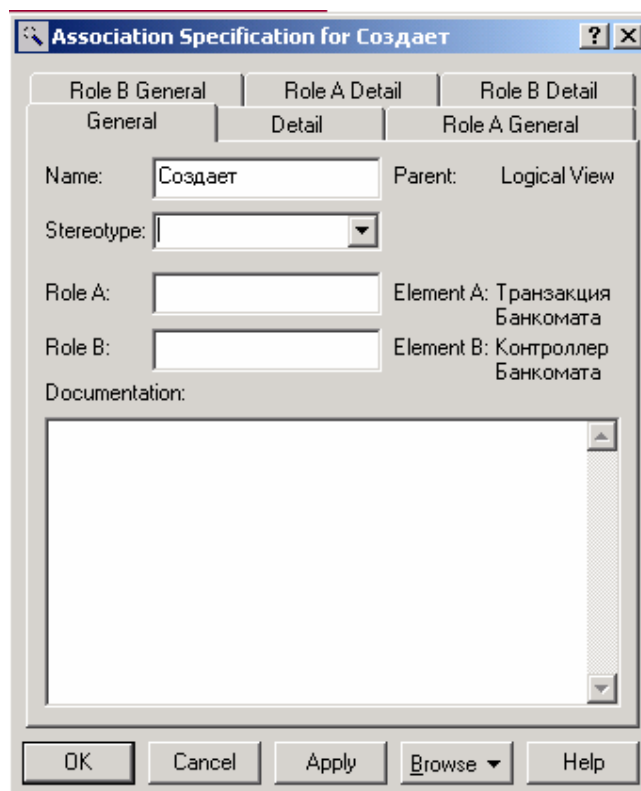 Association Specification for Создает
Role B General Role A Detail Role B Detail
General Detail Role A General
Name: Создает Parent: Logical View
Stereotype:
Role A: Element A: Транзакция
Банкомата
Role B: Element B: Контроллер
Банкомата
Documentation:
OK Cancel Apply Browse Help